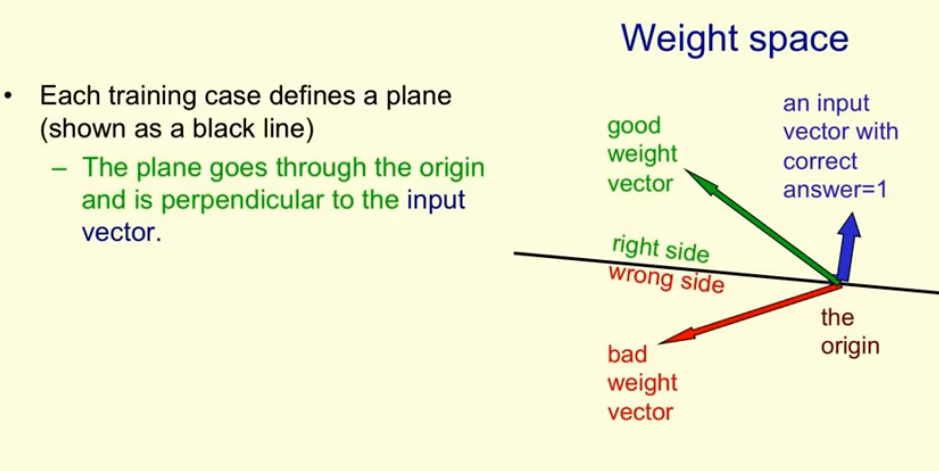 Weight space
• Each training case defines a plane
(shown as a black line)
– The plane goes through the origin
and is perpendicular to the input
vector.
good
weight
vector
an input
vector with
correct
answer=1
right side
wrong side
the
origin
bad
weight
vector